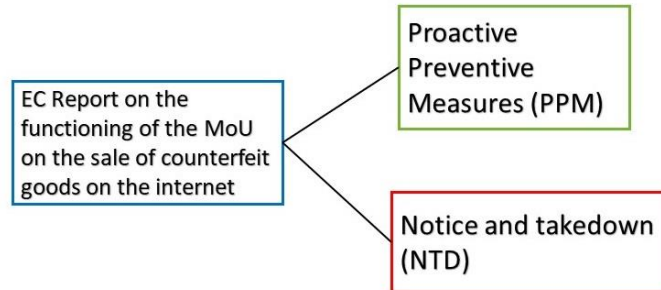 EC Report on the
functioning of the MoU
on the sale of counterfeit
goods on the internet
Proactive
Preventive
Measures (PPM)
Notice and takedown
(NTD)